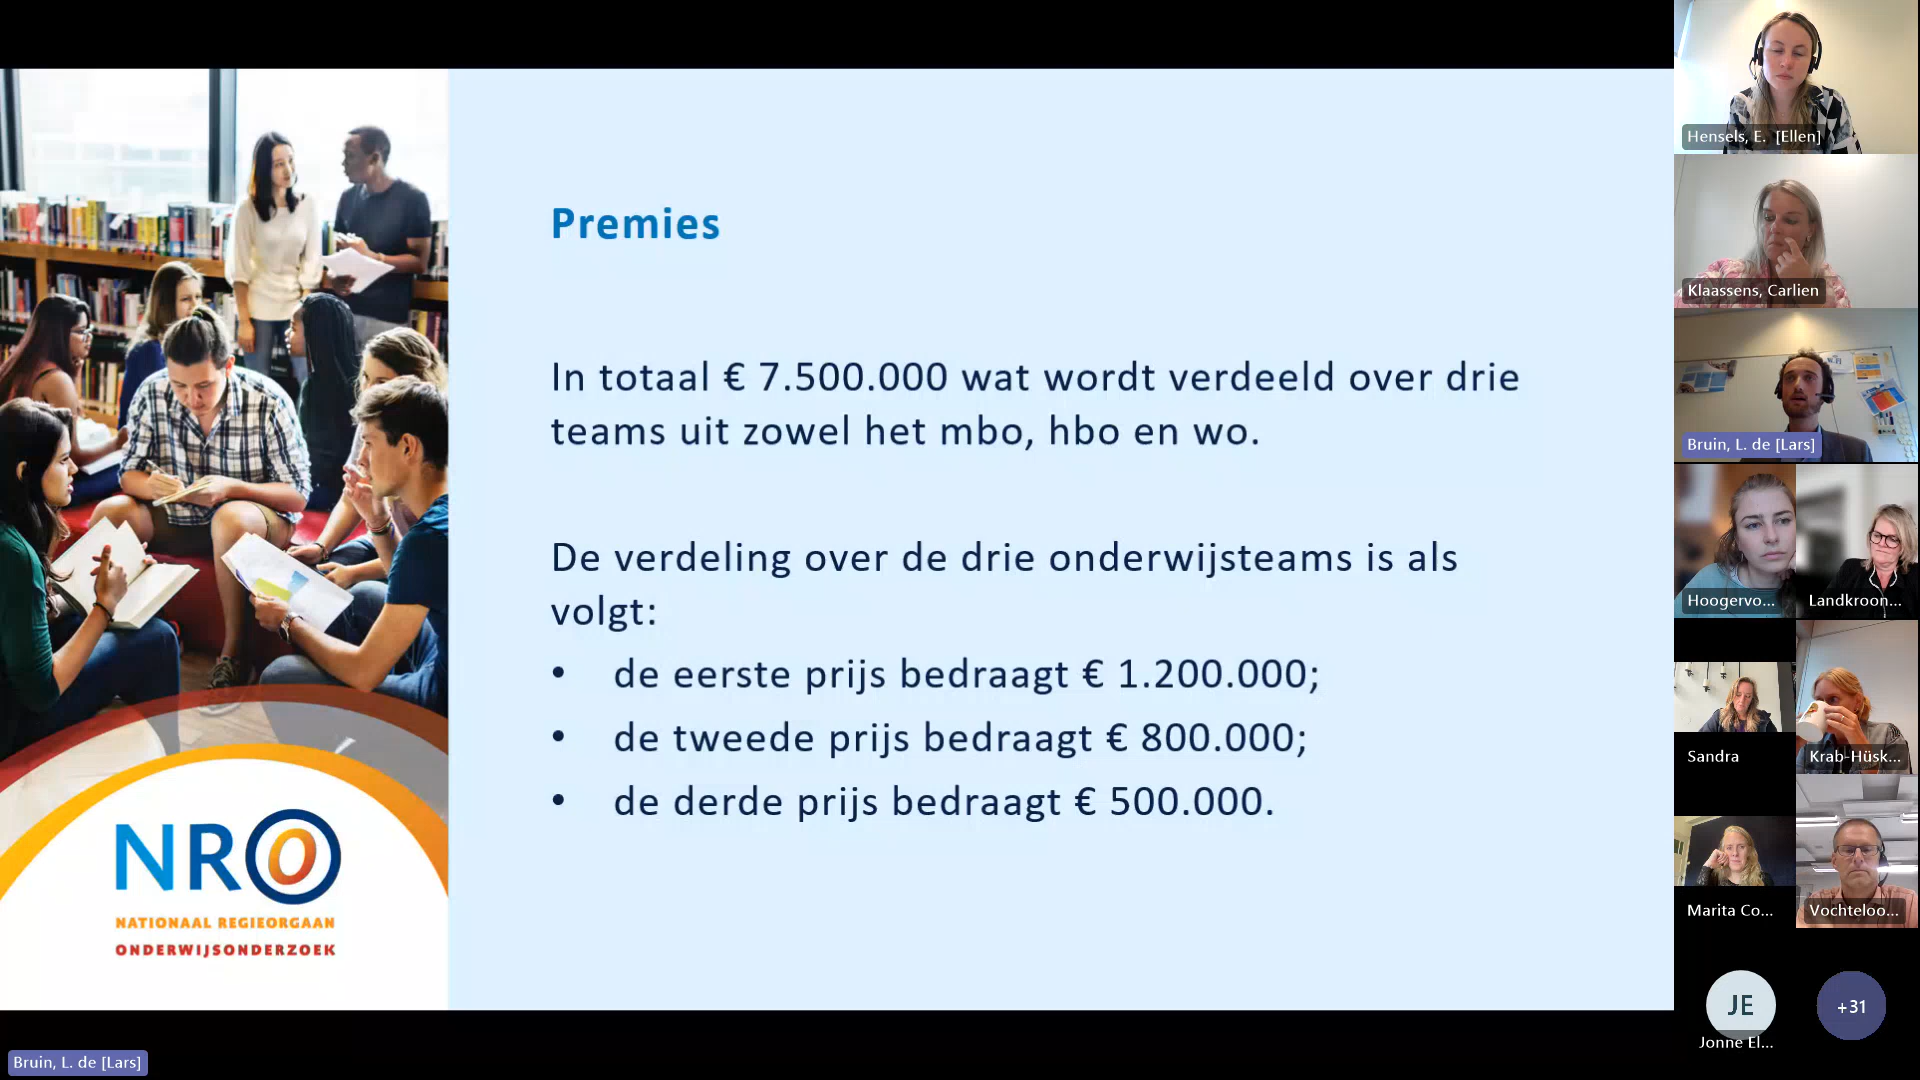 Premies
In totaal € 7.500.000 wat wordt verdeeld over drie
teams uit zowel het mbo, hbo en wo.
De verdeling over de drie onderwijsteams is als
volgt:
• de eerste prijs bedraagt € 1.200.000;
• de tweede prijs bedraagt € 800.000;
• de derde prijs bedraagt € 500.000.
NRO
NATIONAAL REGIEORGAAN
ONDERWIJSONDERZOEK
Bruin, L. de [Lars]
Hensels, E. [Ellen]
Klaassens, Carlien
Bruin, L. de [Lars]
Hoogervo...
Landkroon...
Sandra
Krab-Hüsk...
Marita Co...
Vochteloo...
JE
Jonne El...
+31